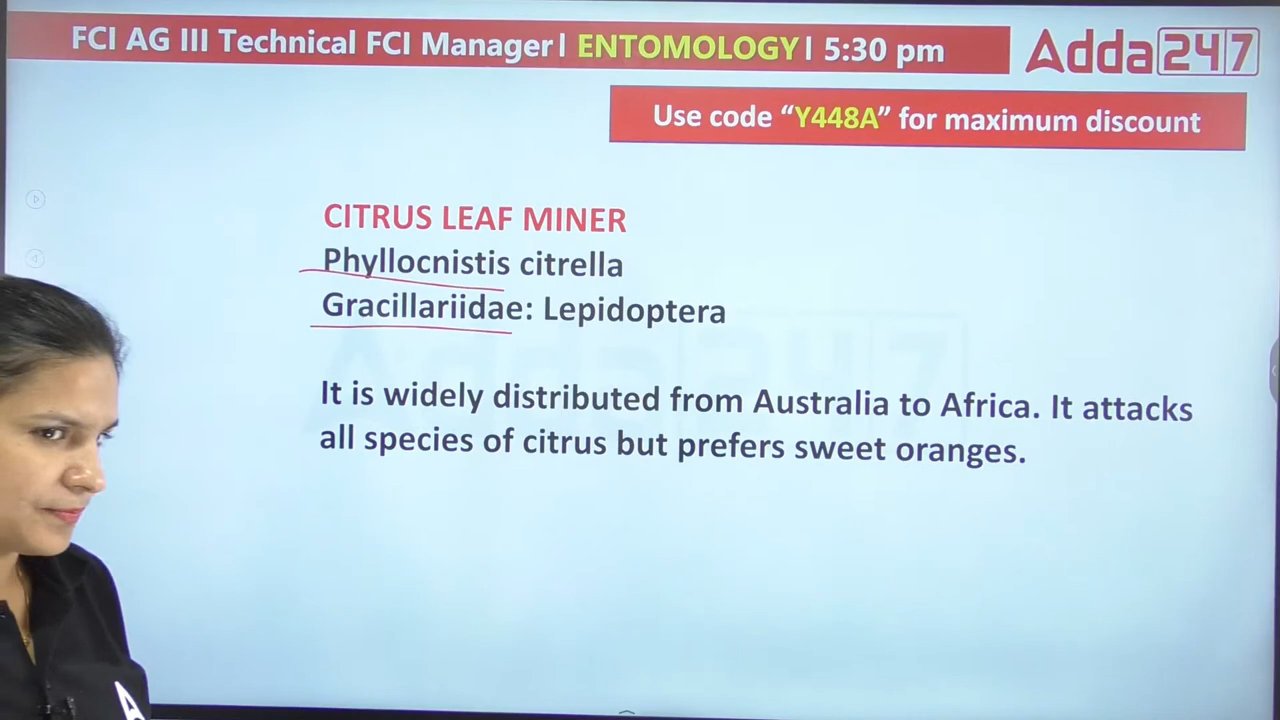 FCI AG III Technical FCI Manager| ENTOMOLOGY| 5:30 pm
Adda247
Use code “Y448A” for maximum discount
CITRUS LEAF MINER
Phyllocnistis citrella
Gracillariidae: Lepidoptera
It is widely distributed from Australia to Africa. It attacks
all species of citrus but prefers sweet oranges.